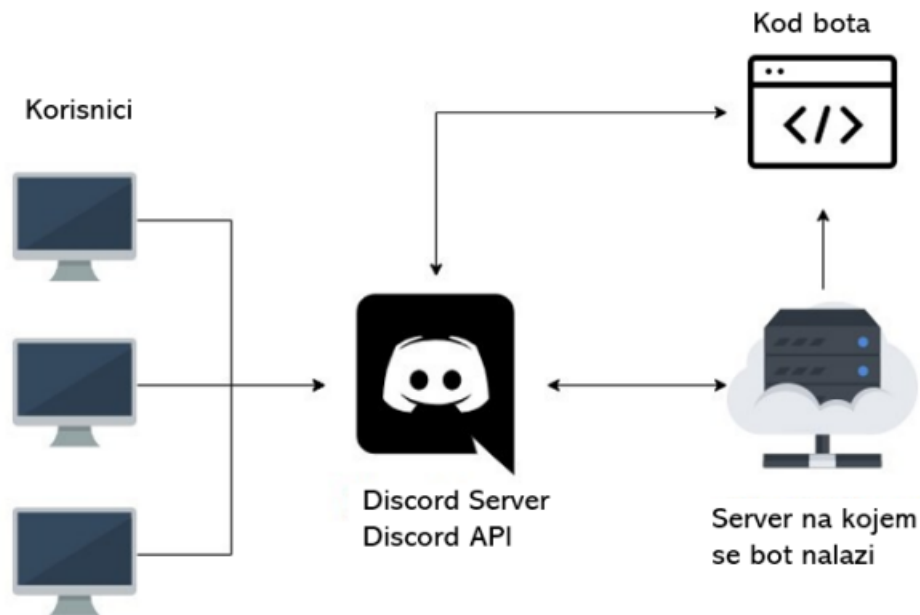 Kod bota
Korisnici
</>
Discord Server
Discord API
Server na kojem
se bot nalazi